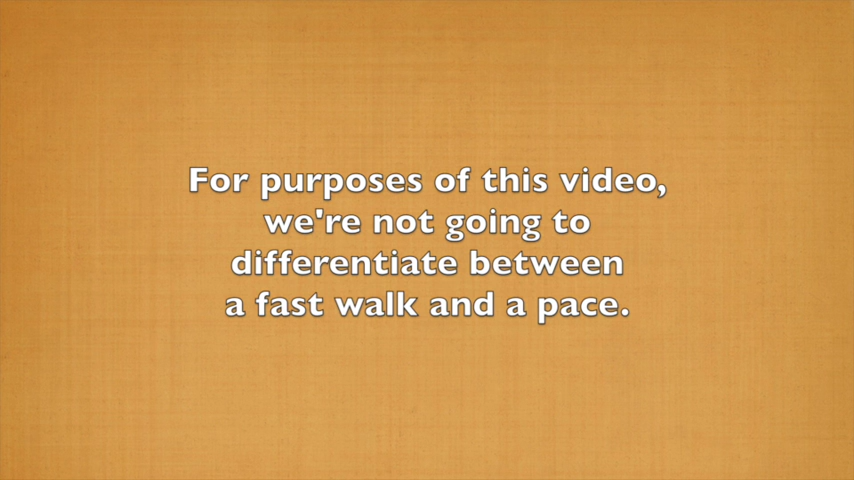 For purposes of this video,
we're not going to
differentiate between
a fast walk and a pace.